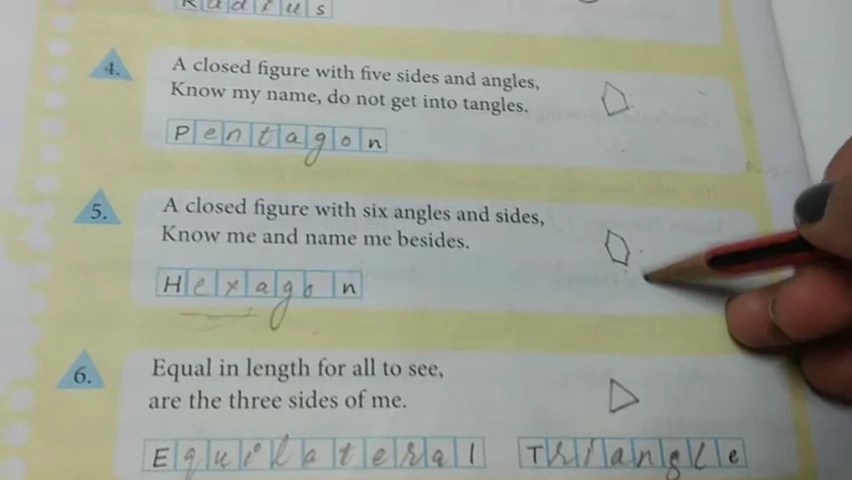 Radius
4. A closed figure with five sides and angles,
Know my name, do not get into tangles.
Pentagon
5. A closed figure with six angles and sides,
Know me and name me besides.
Hexagon
6. Equal in length for all to see,
are the three sides of me.
Equilateral Triangle